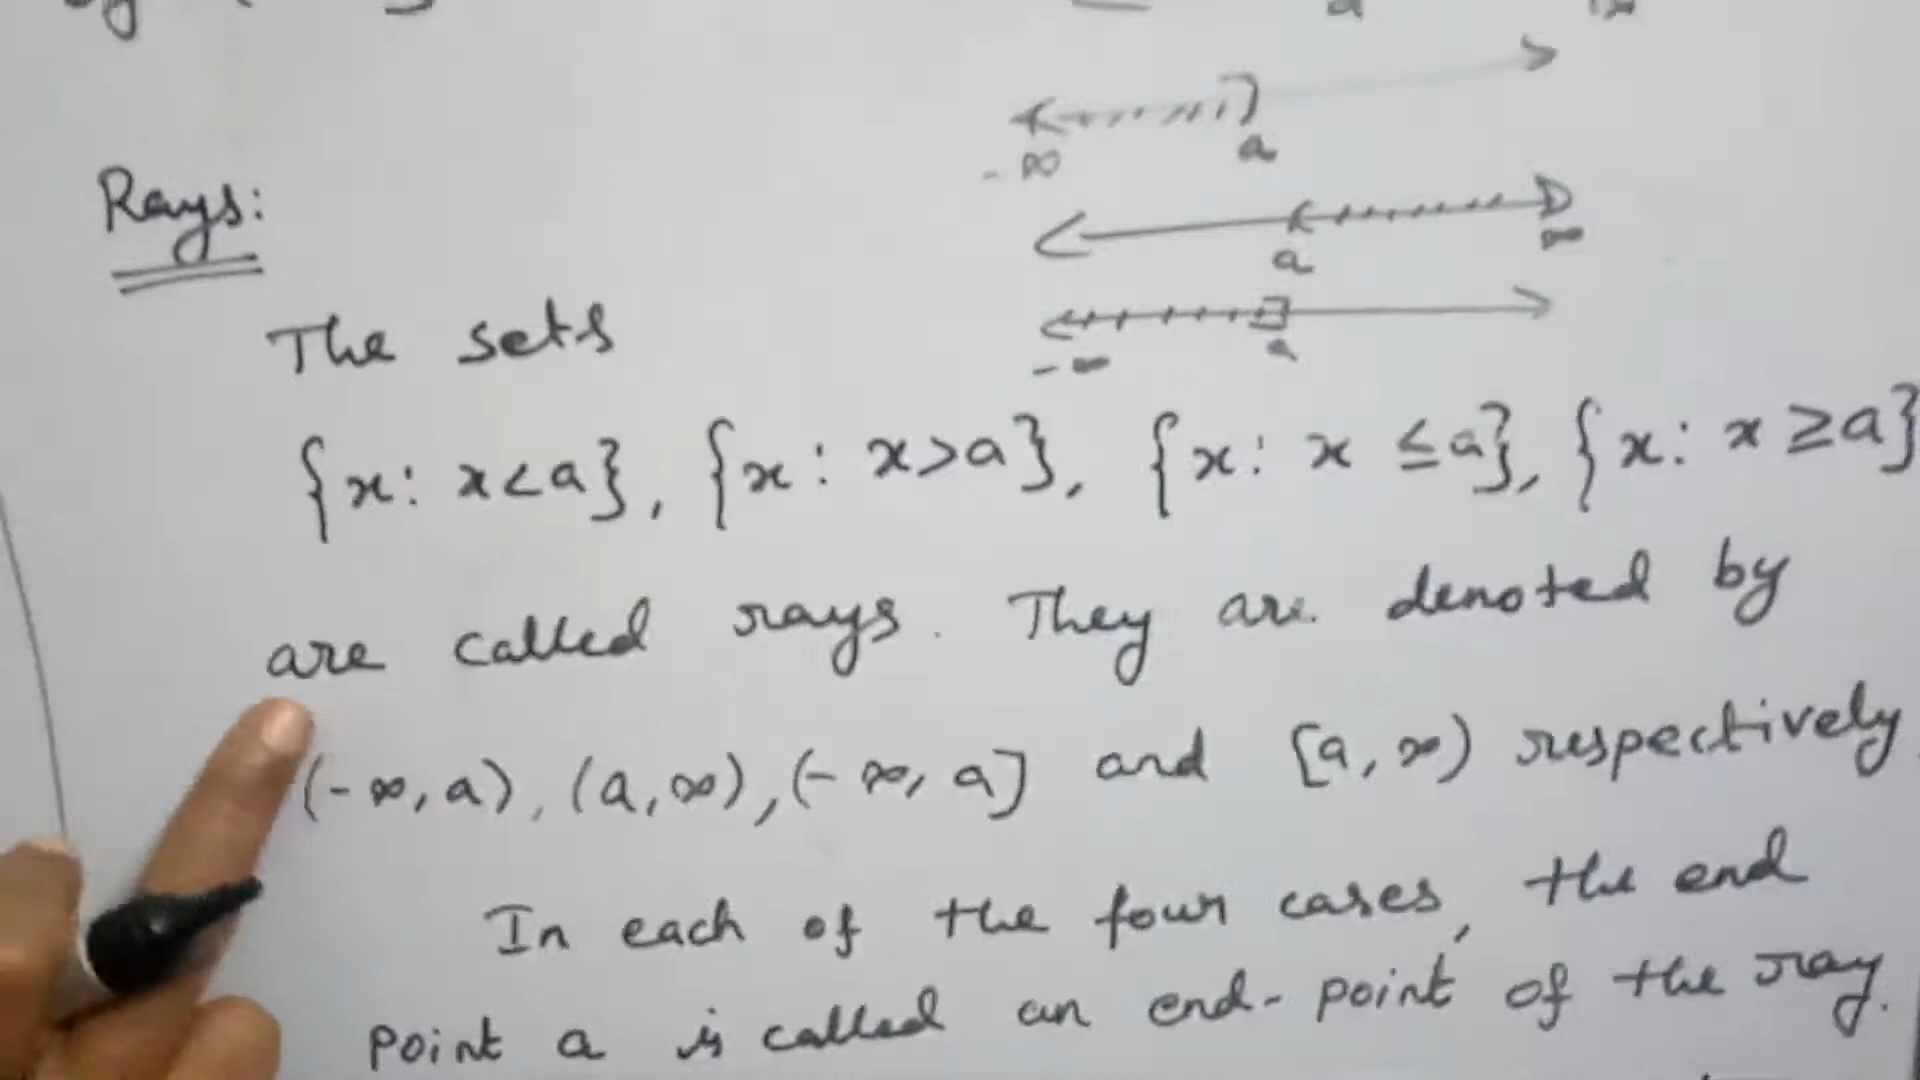 a
-∞ a
Rays:
a ∞
The sets
-∞ a
{x: x<a}, {x: x>a}, {x: x ≤a}, {x: x ≥a}
are called rays. They are denoted by
(-∞, a), (a, ∞), (-∞, a] and [a, ∞) respectively.
In each of the four cases, the end
point a is called an end-point of the ray.